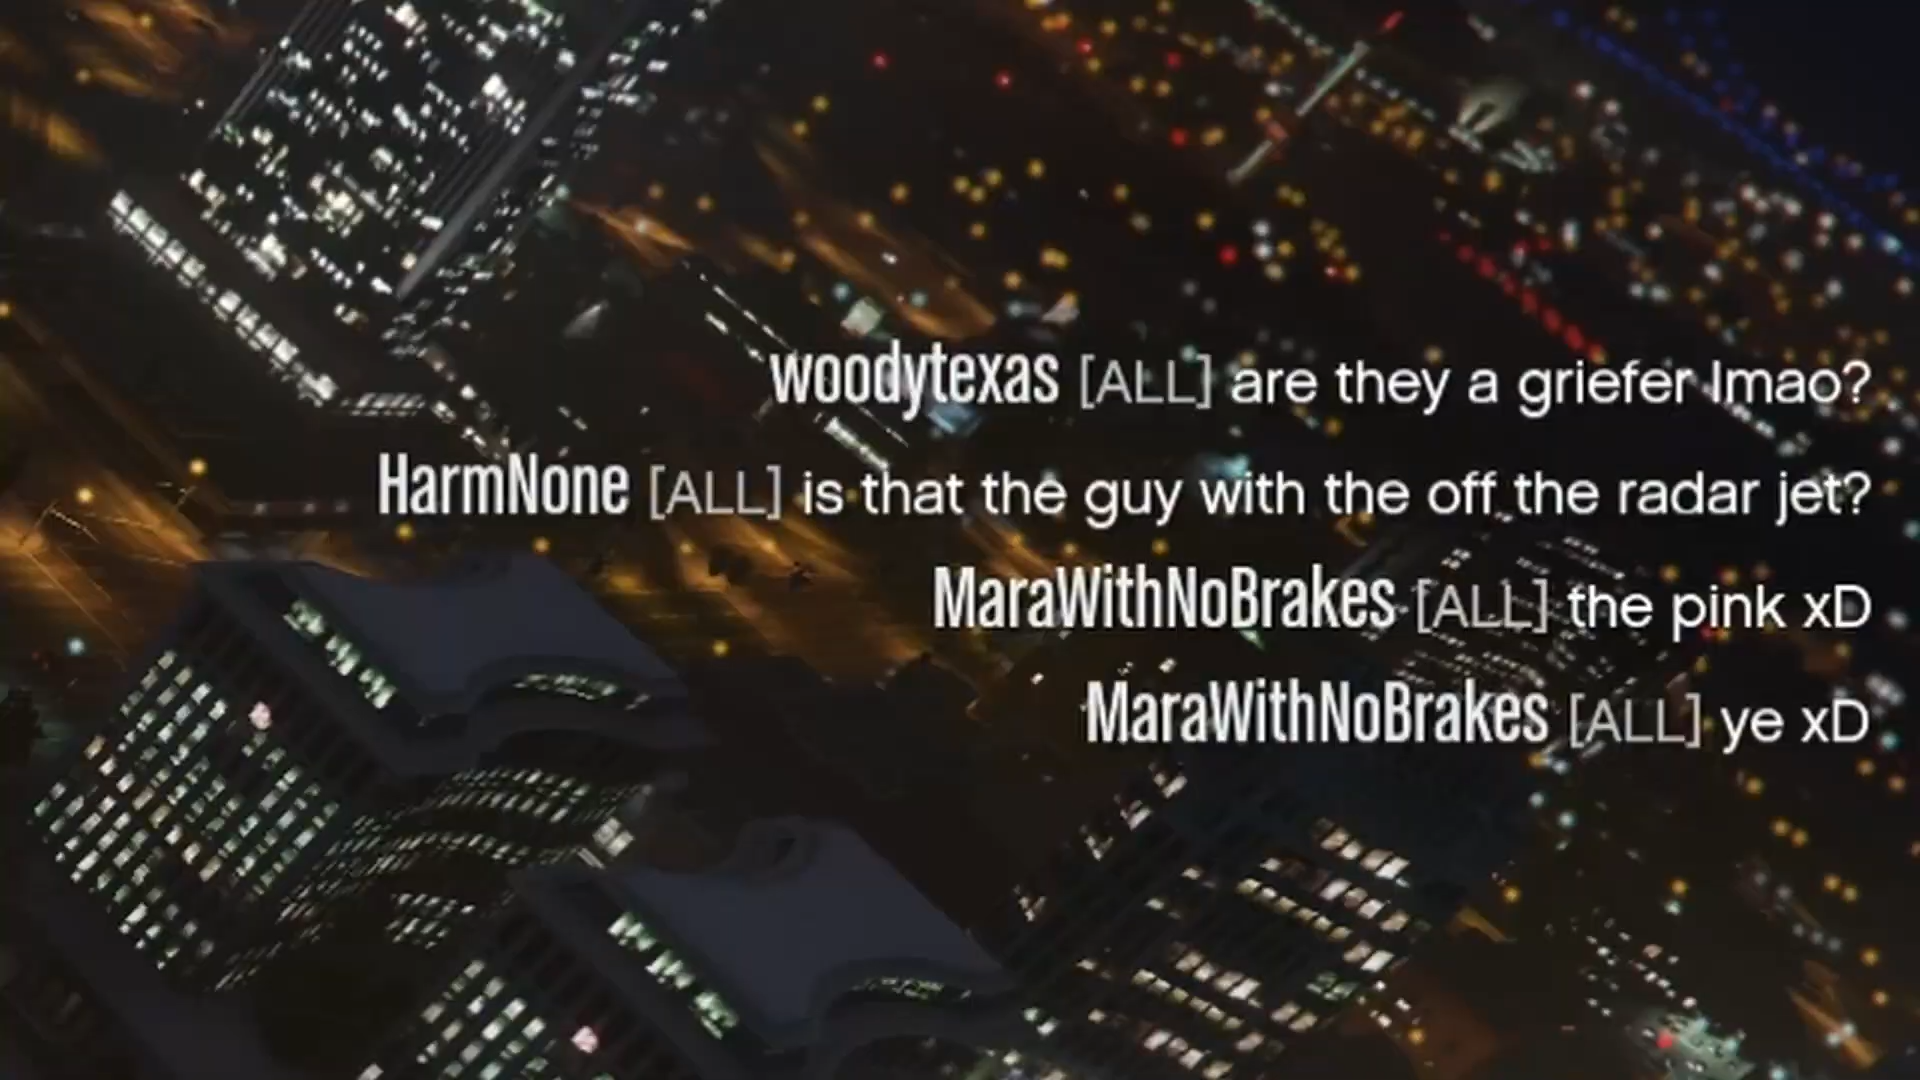 woodytexas [ALL] are they a griefer lmao?
HarmNone [ALL] is that the guy with the off the radar jet?
MaraWithNoBrakes [ALL] the pink xD
MaraWithNoBrakes [ALL] ye xD